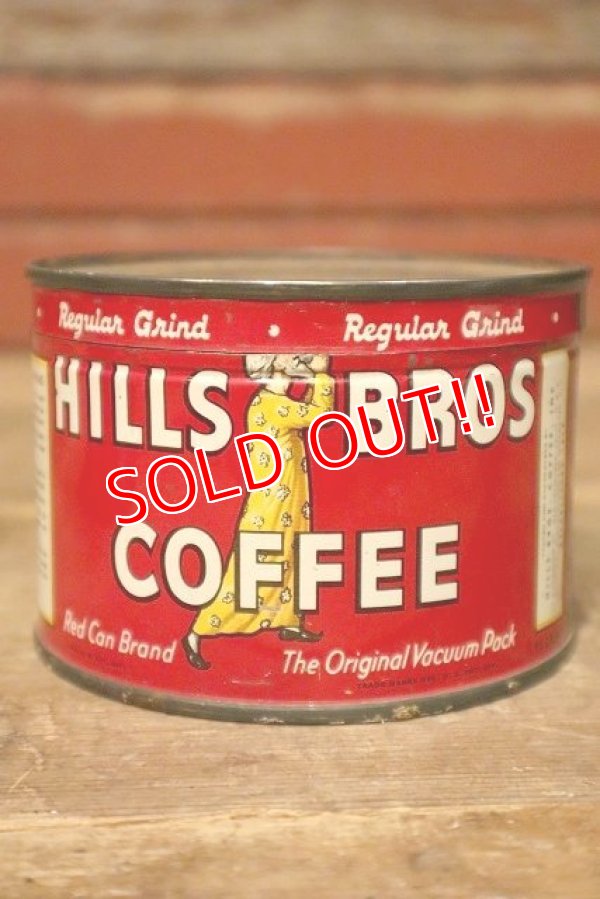 Regular Grind • Regular Grind
HILLS BROS
COFFEE
SOLD OUT!!
Red Can Brand
The Original Vacuum Pack